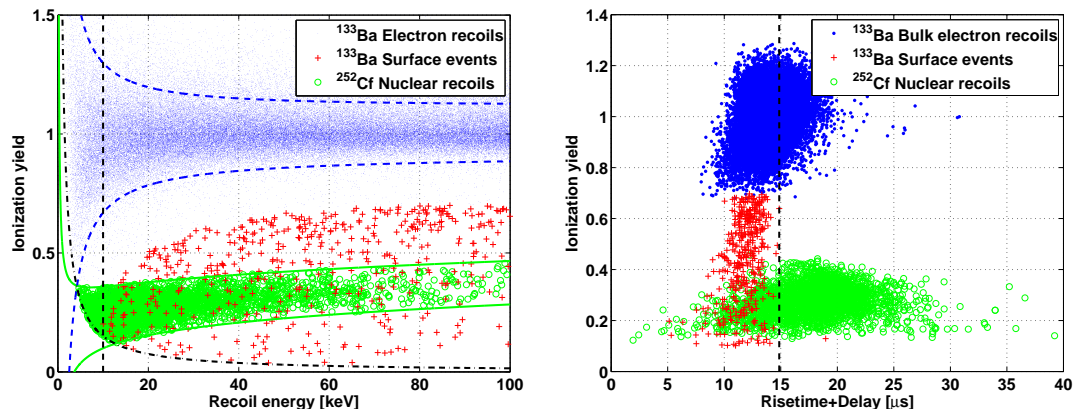 1.5
1
0.5
0
0
20
40
60
80
100
Ionization yield
Recoil energy [keV]
¹³³Ba Electron recoils
¹³³Ba Surface events
²⁵²Cf Nuclear recoils
1.4
1.2
1
0.8
0.6
0.4
0.2
0
0
5
10
15
20
25
30
35
40
Ionization yield
Risetime+Delay [μs]
¹³³Ba Bulk electron recoils
¹³³Ba Surface events
²⁵²Cf Nuclear recoils